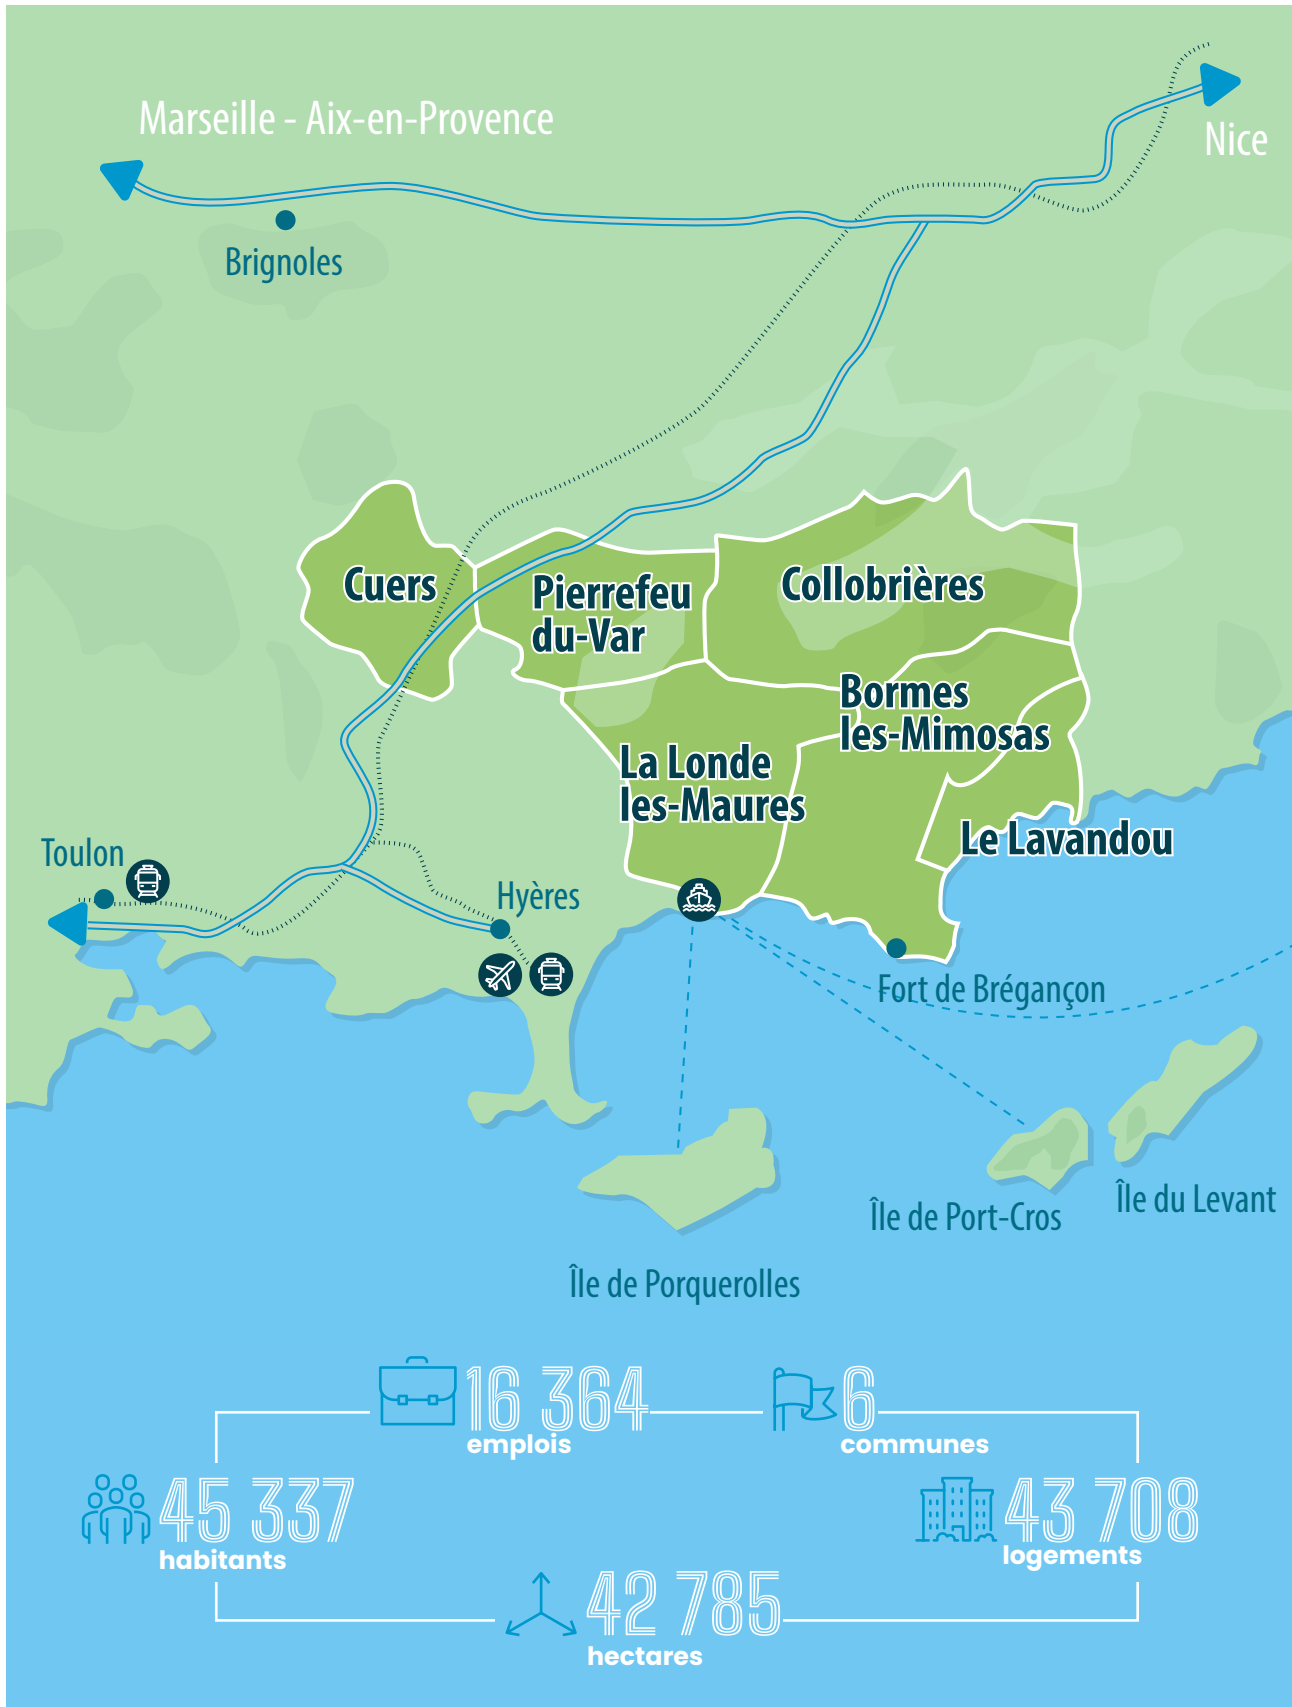 Marseille - Aix-en-Provence
Nice
Brignoles
Cuers
Pierrefeu
du-Var
Collobrières
Bormes
les-Mimosas
La Londe
les-Maures
Le Lavandou
Toulon
Hyères
Fort de Brégançon
Île du Levant
Île de Port-Cros
Île de Porquerolles
16 364
emplois
6
communes
45 337
habitants
43 708
logements
42 785
hectares